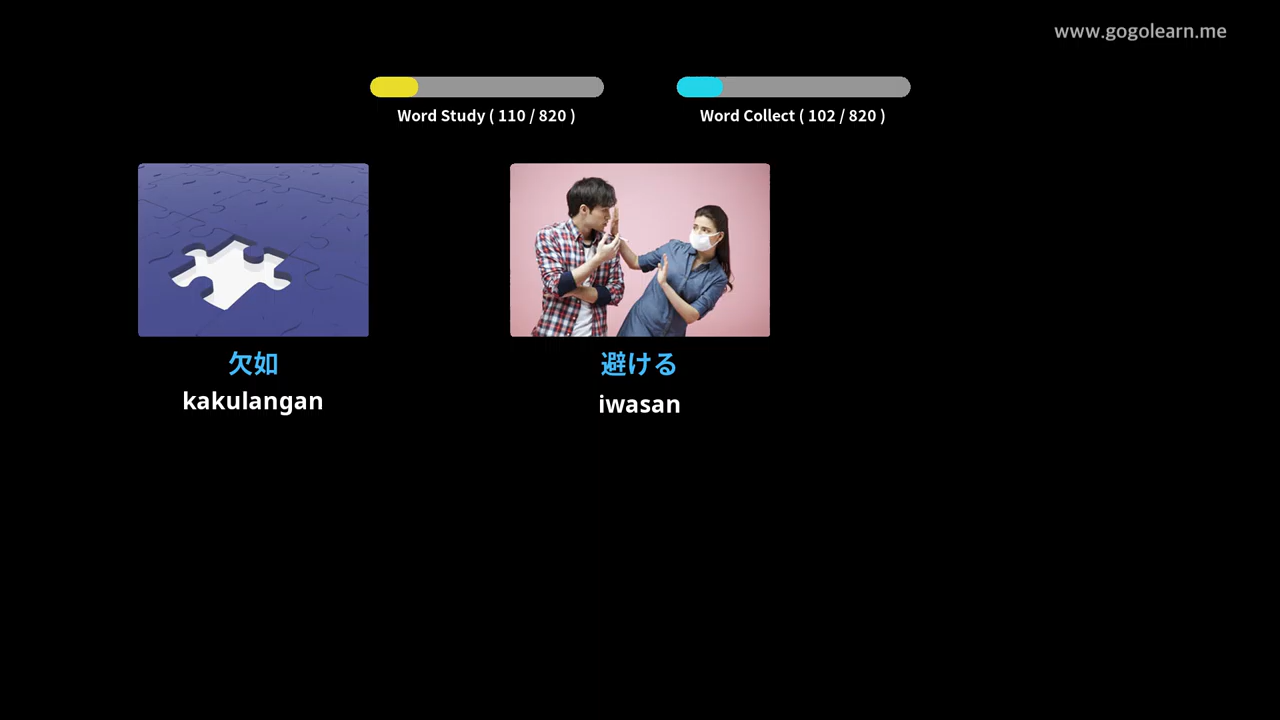 www.gogolearn.me
Word Study ( 110 / 820 )
Word Collect ( 102 / 820 )
欠如
kakulangan
避ける
iwasan